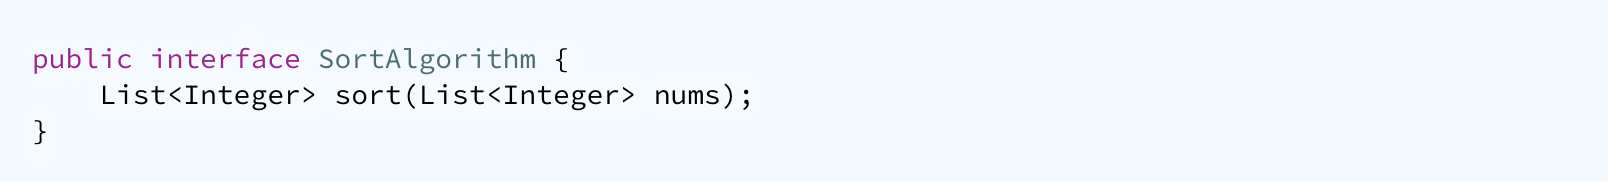 public interface SortAlgorithm {
    List<Integer> sort(List<Integer> nums);
}